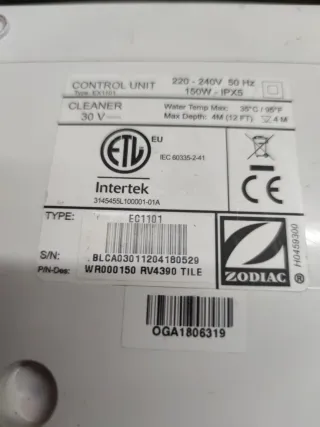 CONTROL UNIT 220 - 240V 50 Hz
Type: EX1101 150W - IPX5
CLEANER Water Temp Max: 35°C / 95°F
30 V Max Depth: 4M (12 FT) 4 M
ETL EU
IEC 60335-2-41
Intertek
3145455L100001-01A
CE
TYPE: EC1101
S/N: BLCA03011204180529
P/N-Des: WR000150 RV4390 TILE
ZODIAC ®
H0459300
OGA1806319